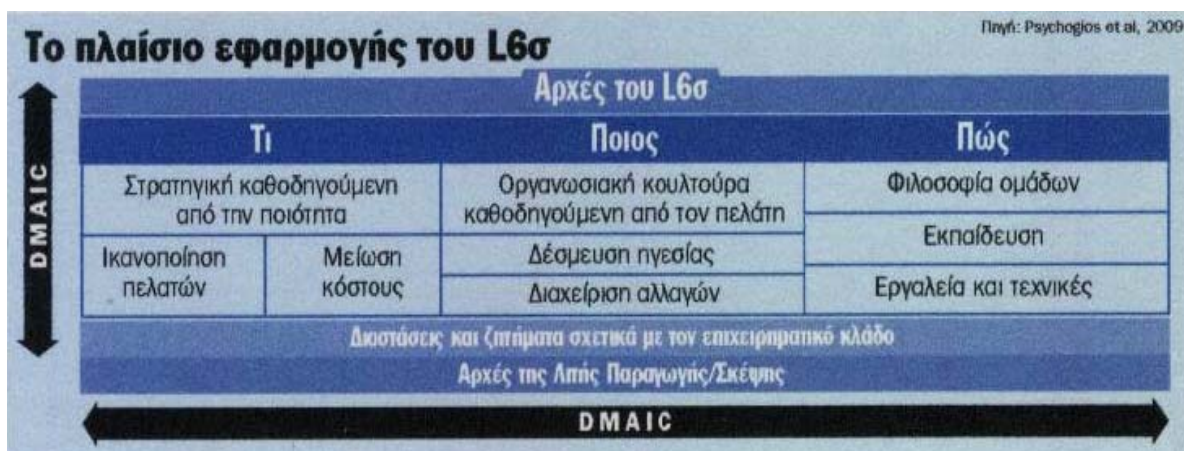 Πηγή: Psychogios et al, 2009
Το πλαίσιο εφαρμογής του L6σ
Αρχές του L6σ
Τι Ποιος Πώς
Στρατηγική καθοδηγούμενη
από την ποιότητα
Ικανοποίηση
πελατών
Μείωση
κόστους
Οργανωσιακή κουλτούρα
καθοδηγούμενη από τον πελάτη
Δέσμευση ηγεσίας
Διαχείριση αλλαγών
Φιλοσοφία ομάδων
Εκπαίδευση
Εργαλεία και τεχνικές
Διαστάσεις και ζητήματα σχετικά με τον επιχειρηματικό κλάδο
Αρχές της Λιτής Παραγωγής/Σκέψης
DMAIC
DMAIC